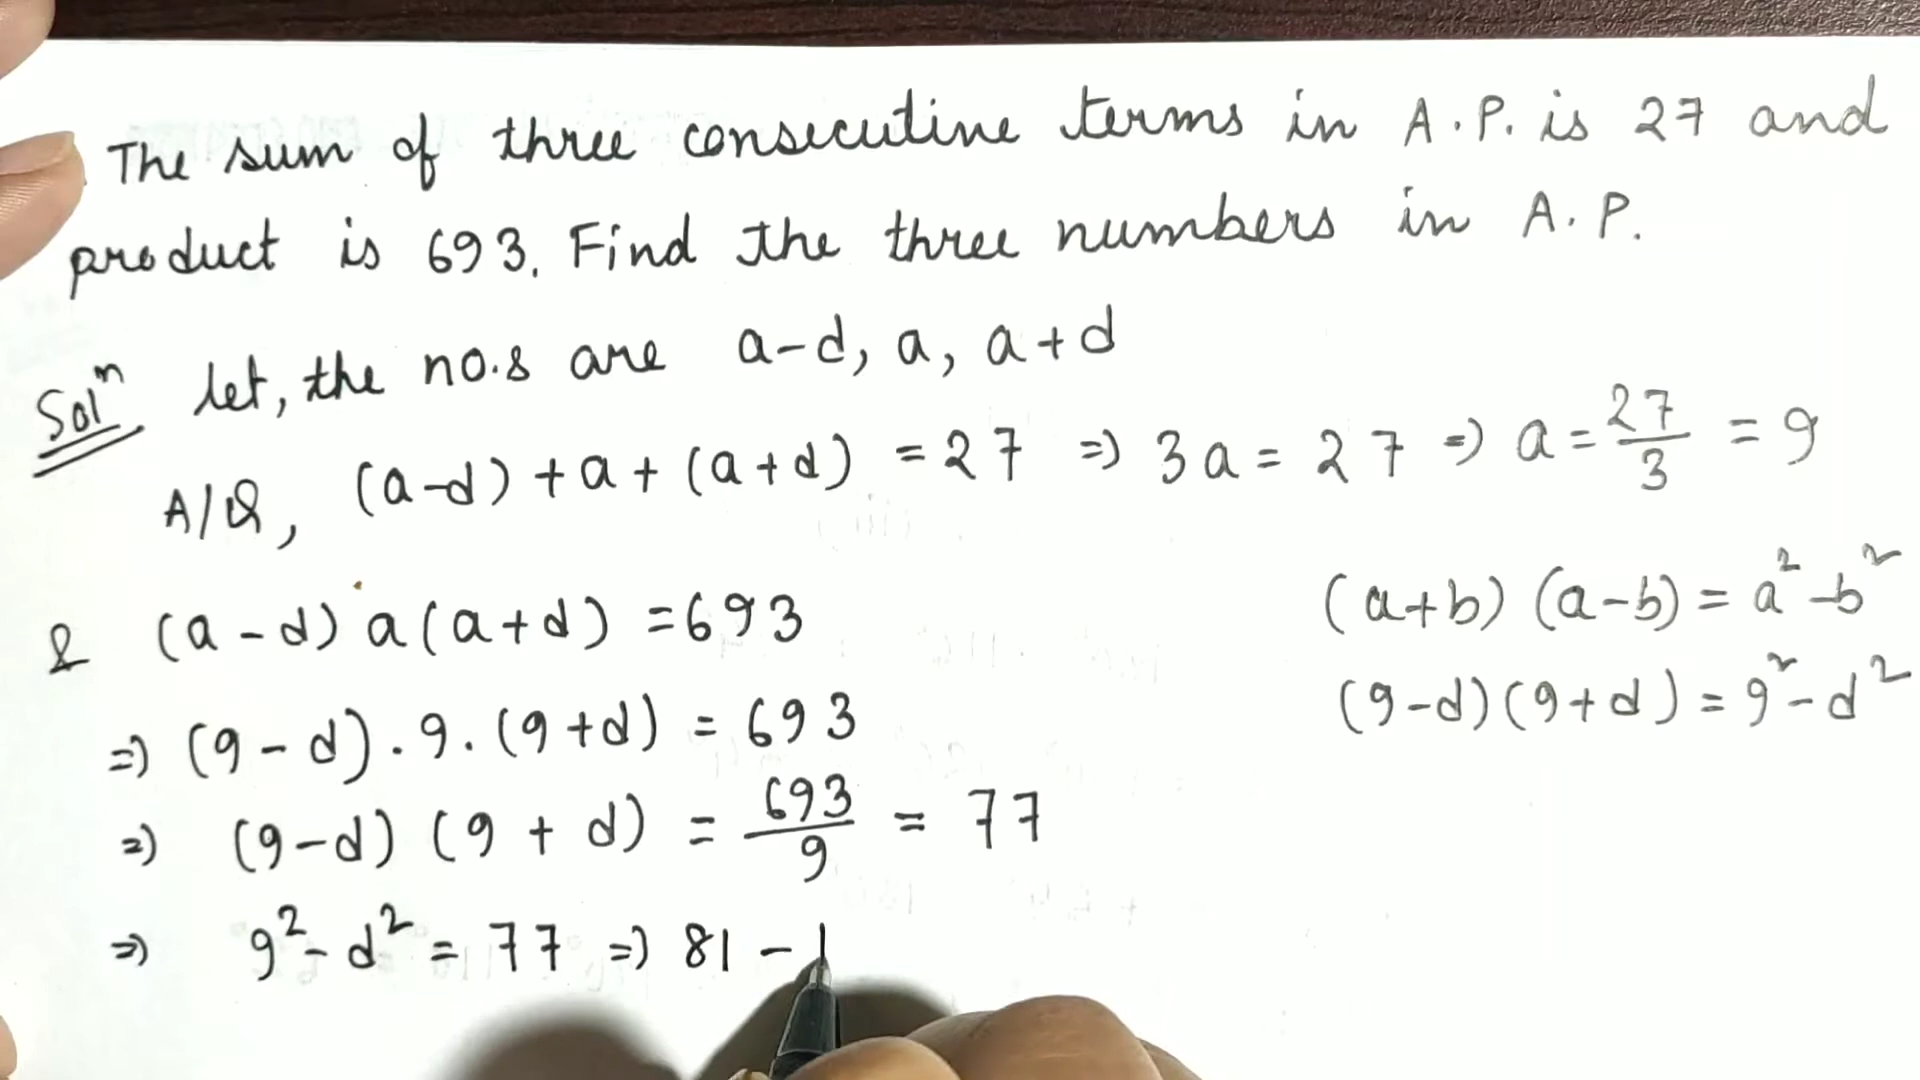 The sum of three consecutine terms in A.P. is 27 and
product is 693. Find the three numbers in A.P.
Solⁿ let, the no.s are a-d, a, a+d
A/Q, (a-d)+a+(a+d) =27 => 3a = 27 => a = 27/3 = 9
& (a-d) a(a+d) =693
(a+b) (a-b) = a²-b²
=> (9-d).9.(9+d) = 693
(9-d)(9+d) = 9²-d²
=> (9-d) (9+d) = 693/9 = 77
=> 9²-d² = 77 => 81 -